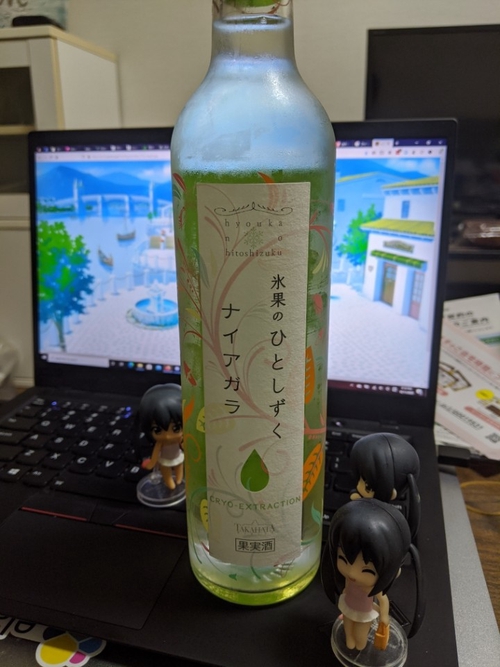 hyouka
n o
hitoshizuku
氷果のひとしずく
ナイアガラ
CRYO-EXTRACTION
TAKAHATA
果実酒